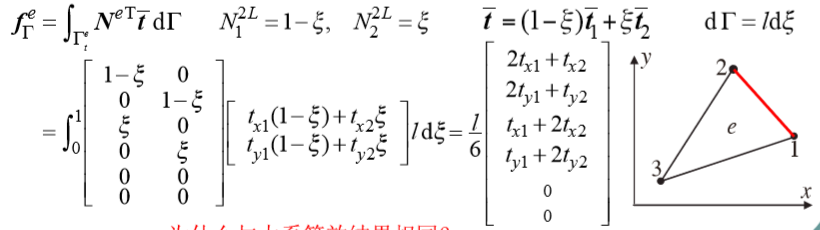 f_Γ^e = ∫_{Γ_t^e} N^{eT} t̄ dΓ    N_1^{2L} = 1−ξ,  N_2^{2L} = ξ    t̄ = (1−ξ)t̄_1 + ξt̄_2    dΓ = ldξ
= ∫_0^1 [1−ξ 0; 0 1−ξ; ξ 0; 0 ξ; 0 0; 0 0] [t_{x1}(1−ξ)+t_{x2}ξ; t_{y1}(1−ξ)+t_{y2}ξ] ldξ = l/6 [2t_{x1}+t_{x2}; 2t_{y1}+t_{y2}; t_{x1}+2t_{x2}; t_{y1}+2t_{y2}; 0; 0]
y
2
e
1
3
x